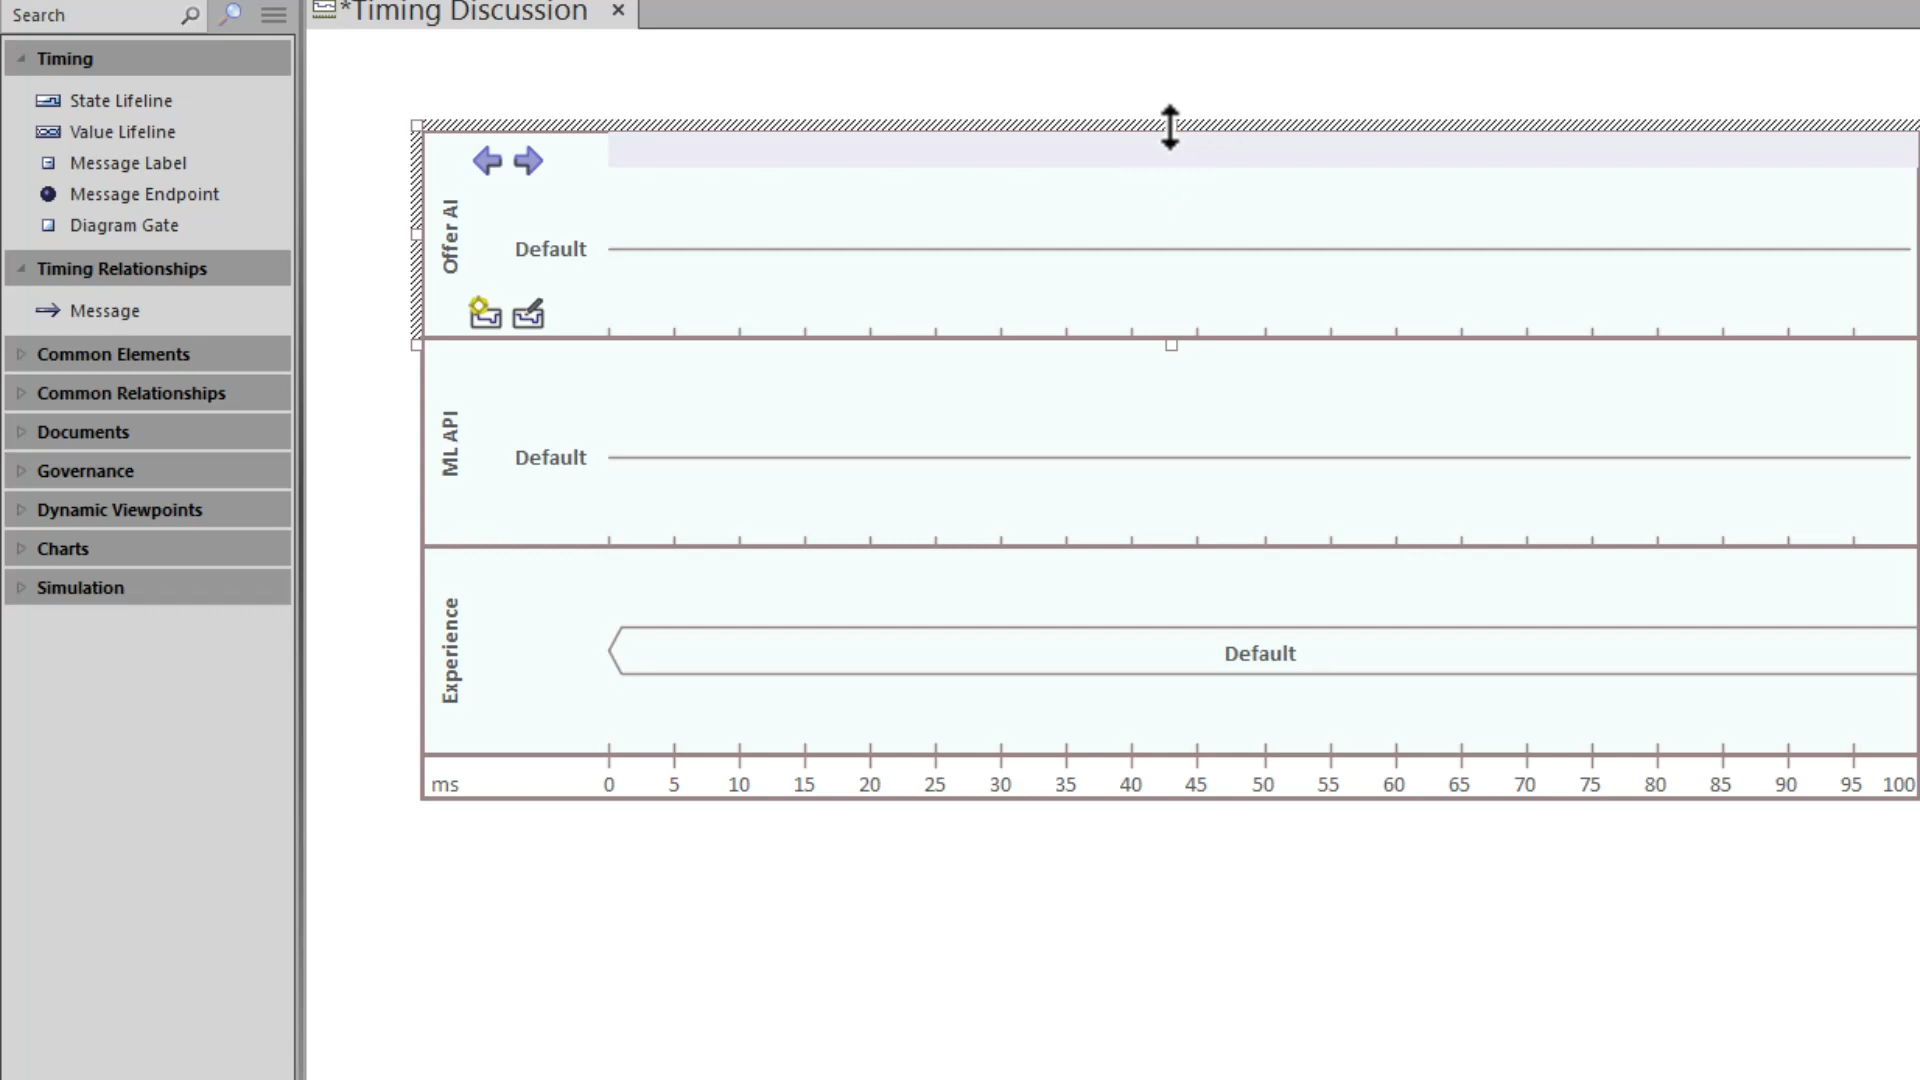 Search
*Timing Discussion
Timing
State Lifeline
Value Lifeline
Message Label
Message Endpoint
Diagram Gate
Timing Relationships
Message
Common Elements
Common Relationships
Documents
Governance
Dynamic Viewpoints
Charts
Simulation
Offer AI
Default
ML API
Default
Experience
Default
ms 0 5 10 15 20 25 30 35 40 45 50 55 60 65 70 75 80 85 90 95 100